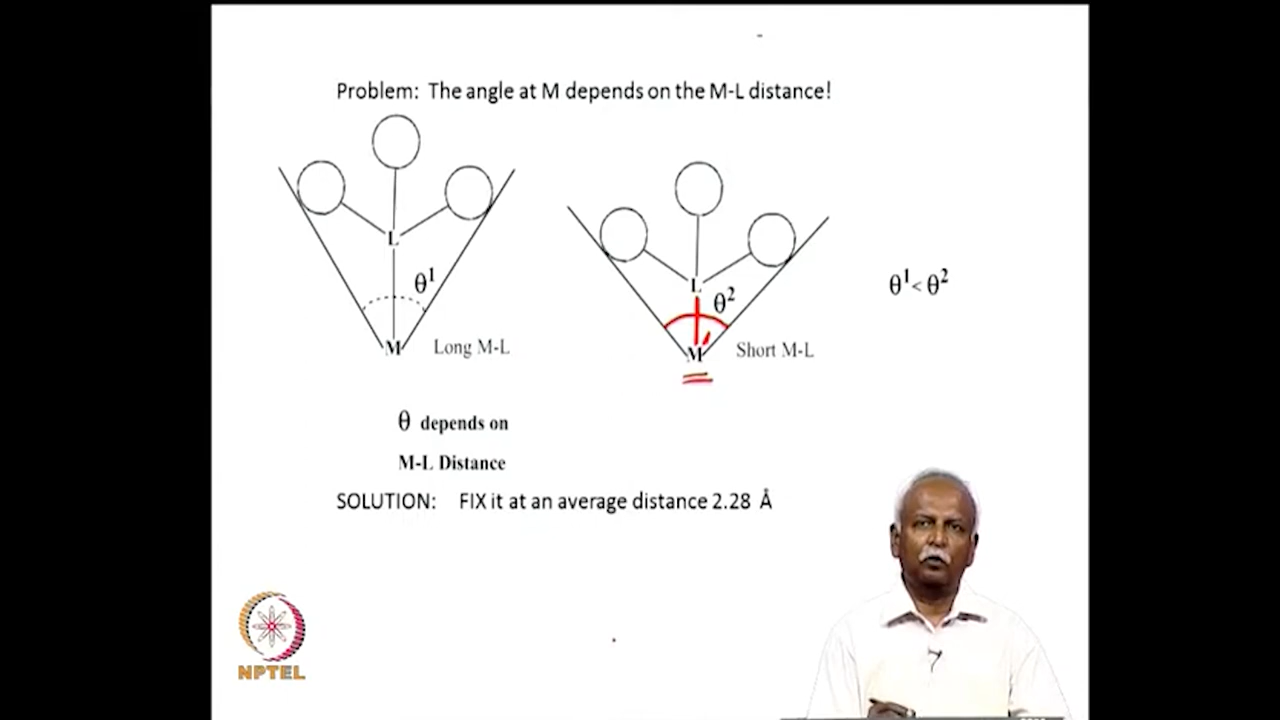 Problem: The angle at M depends on the M-L distance!
L
θ¹
M
Long M-L
L
θ²
M
Short M-L
θ¹ < θ²
θ depends on
M-L Distance
SOLUTION: FIX it at an average distance 2.28 Å
NPTEL